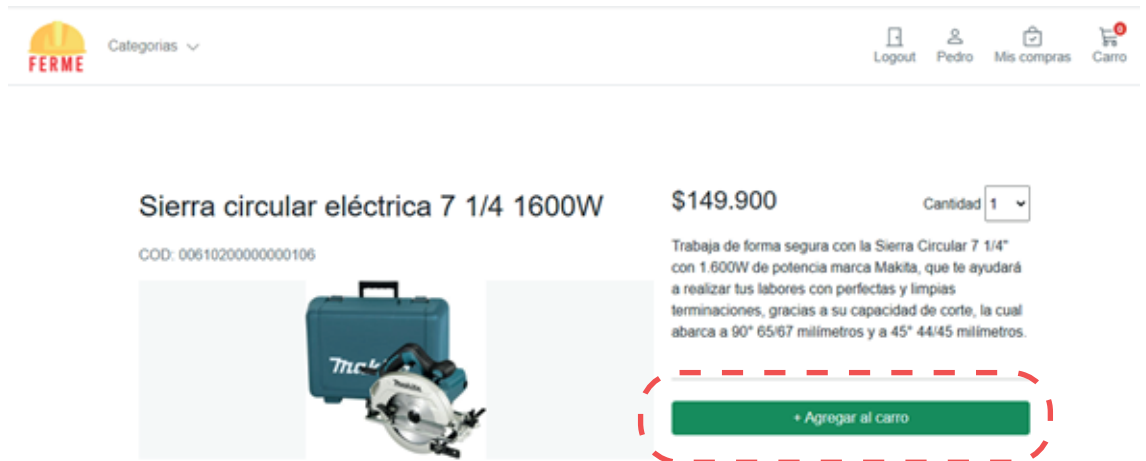 FERME
Categorias
Logout
Pedro
Mis compras
0
Carro
Sierra circular eléctrica 7 1/4 1600W
COD: 00610200000000106
makita
$149.900
Cantidad 1
Trabaja de forma segura con la Sierra Circular 7 1/4"
con 1.600W de potencia marca Makita, que te ayudará
a realizar tus labores con perfectas y limpias
terminaciones, gracias a su capacidad de corte, la cual
abarca a 90° 65/67 milímetros y a 45° 44/45 milímetros.
+ Agregar al carro